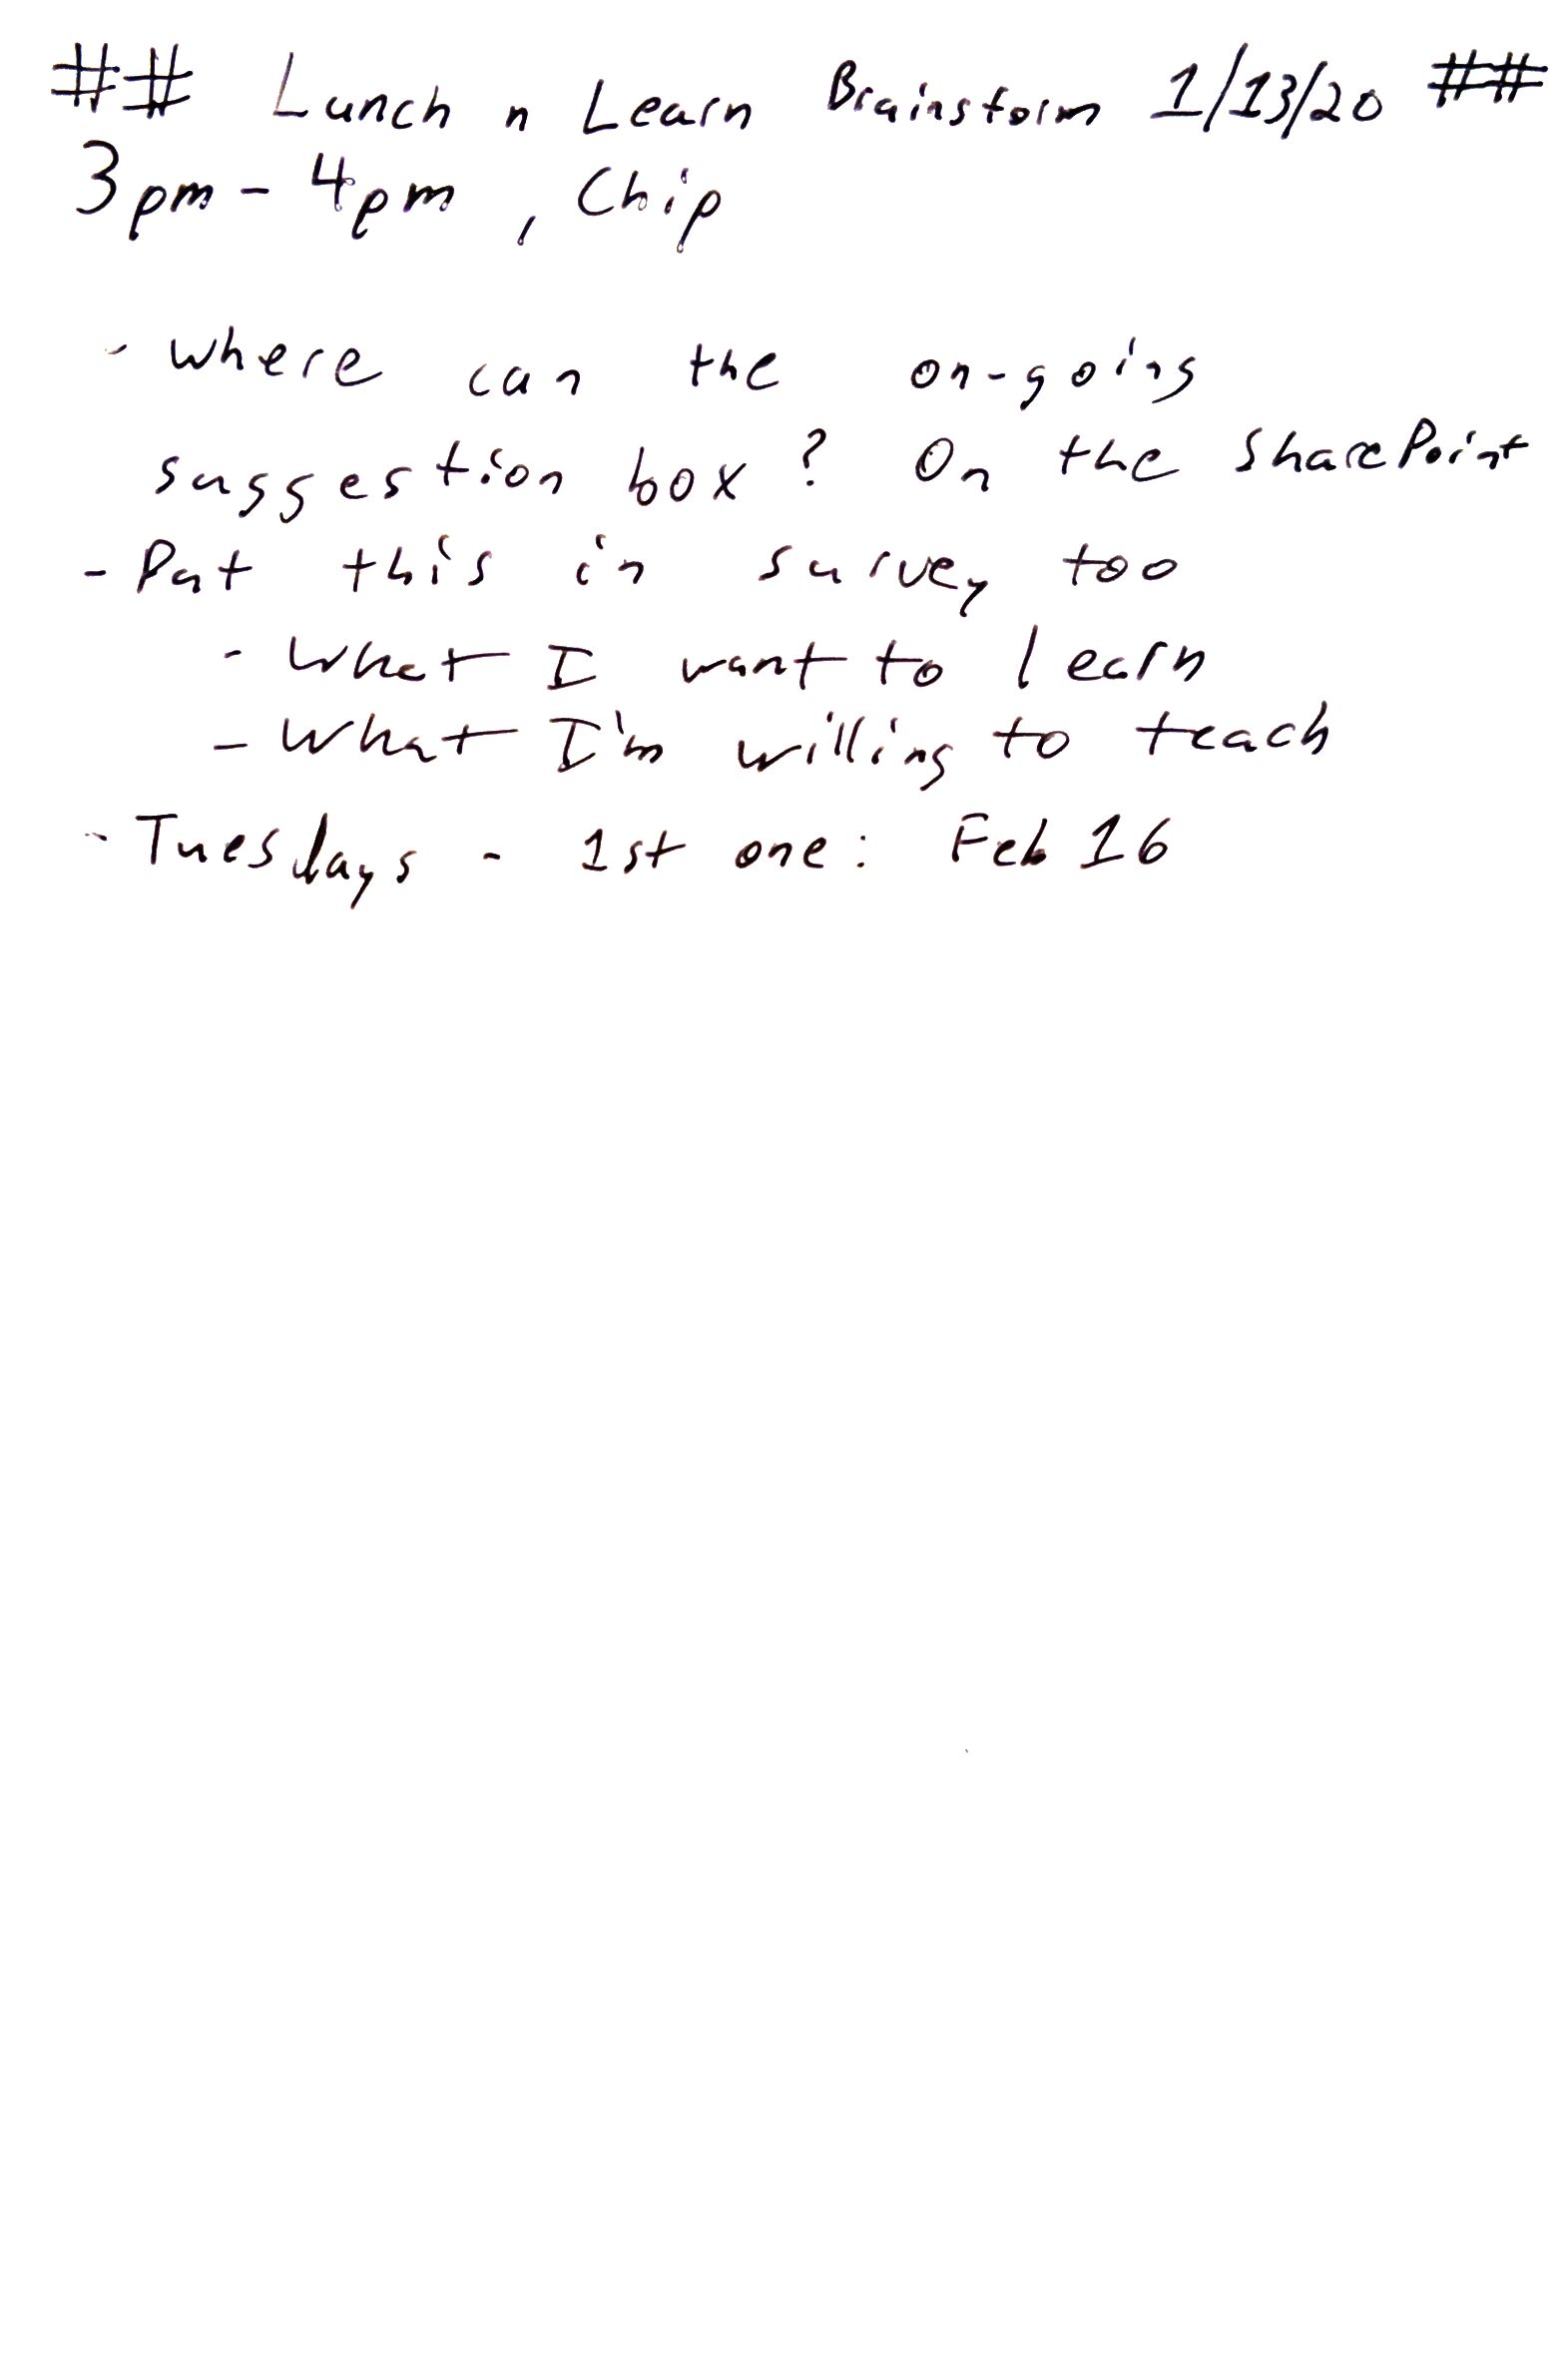 ## Lunch n Learn Brainstorm 1/13/20 ##
3pm - 4pm, Chip
- where can the on-going
suggestion box? On the SharePoint
- Put this in survey too
- What I want to learn
- What I'm willing to teach
- Tuesdays - 1st one: Feb 16